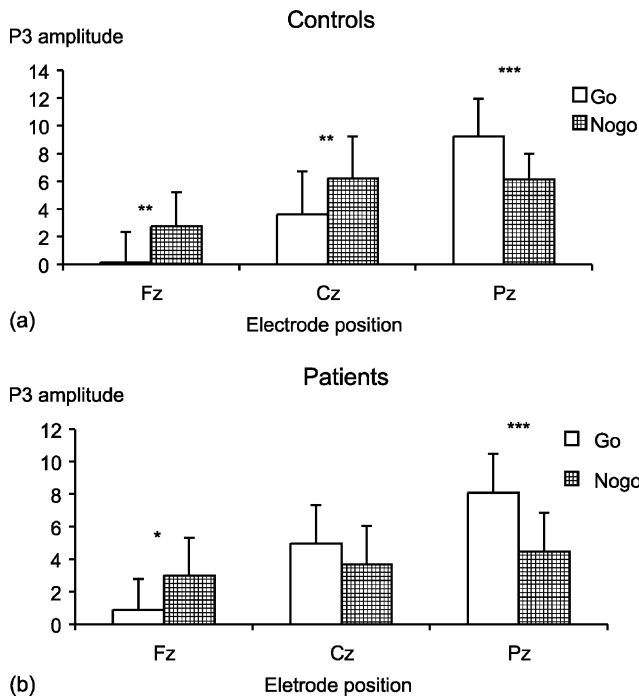 Controls
P3 amplitude
14
12
10
8
6
4
2
0
**
**
***
Go
Nogo
Fz Cz Pz
(a)
Electrode position
Patients
P3 amplitude
12
10
8
6
4
2
0
*
***
Go
Nogo
Fz Cz Pz
(b)
Eletrode position